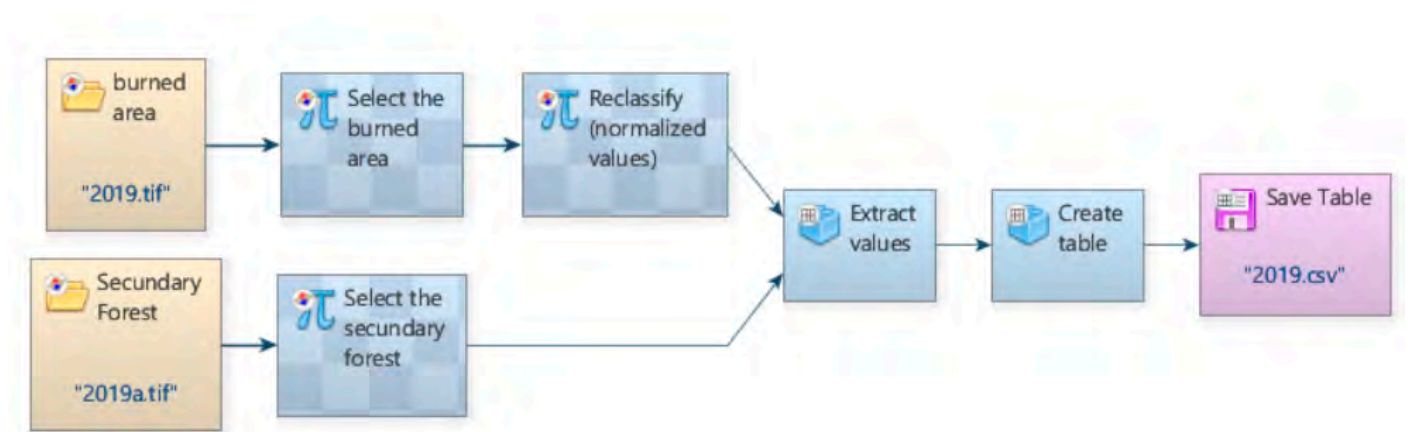 burned
area
"2019.tif"
Select the
burned
area
Reclassify
(normalized
values)
Secundary
Forest
"2019a.tif"
Select the
secundary
forest
Extract
values
Create
table
Save Table
"2019.csv"